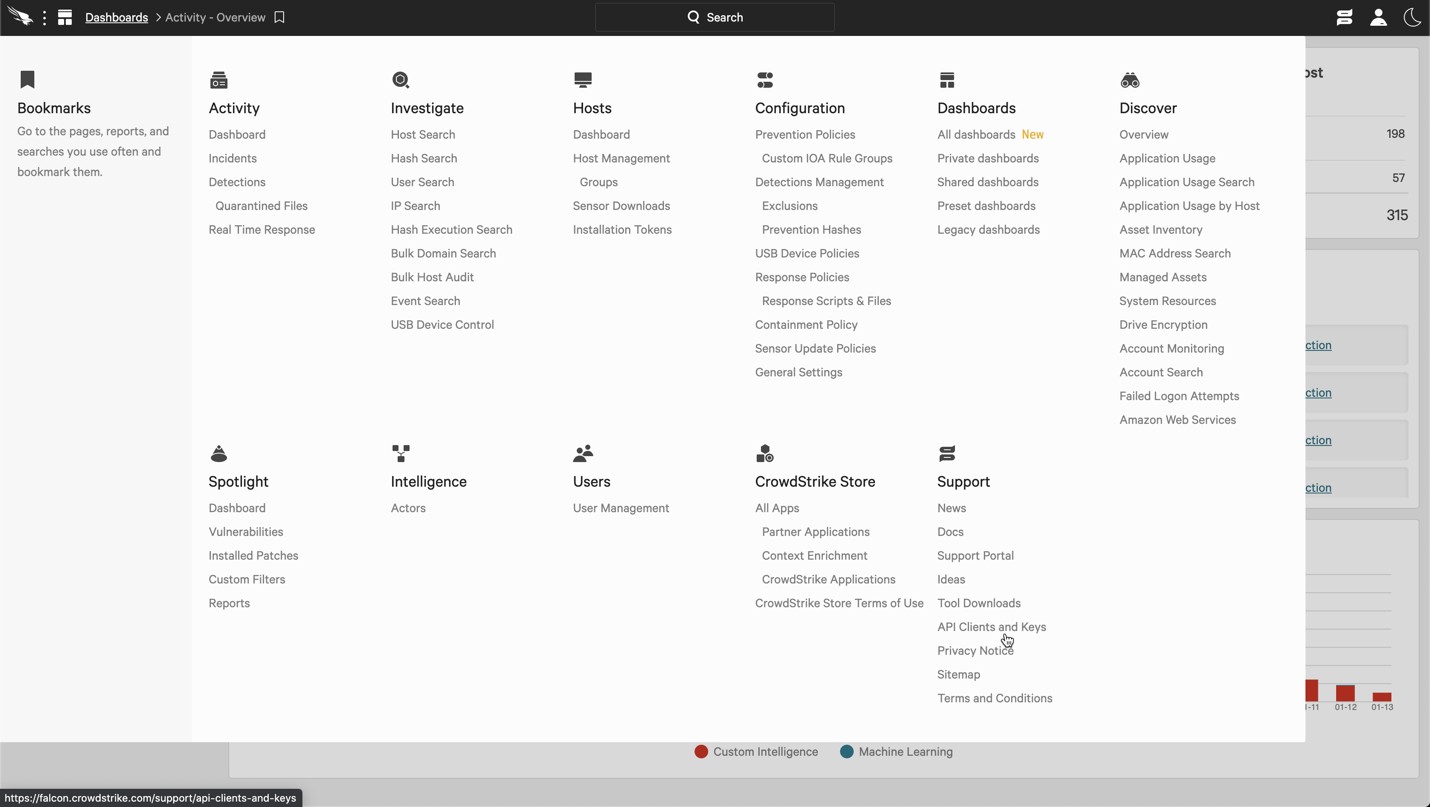 Dashboards > Activity - Overview
Search
Bookmarks
Go to the pages, reports, and
searches you use often and
bookmark them.
Activity
Dashboard
Incidents
Detections
Quarantined Files
Real Time Response
Investigate
Host Search
Hash Search
User Search
IP Search
Hash Execution Search
Bulk Domain Search
Bulk Host Audit
Event Search
USB Device Control
Hosts
Dashboard
Host Management
Groups
Sensor Downloads
Installation Tokens
Configuration
Prevention Policies
Custom IOA Rule Groups
Detections Management
Exclusions
Prevention Hashes
USB Device Policies
Response Policies
Response Scripts & Files
Containment Policy
Sensor Update Policies
General Settings
Dashboards
All dashboards New
Private dashboards
Shared dashboards
Preset dashboards
Legacy dashboards
Discover
Overview
Application Usage
Application Usage Search
Application Usage by Host
Asset Inventory
MAC Address Search
Managed Assets
System Resources
Drive Encryption
Account Monitoring
Account Search
Failed Logon Attempts
Amazon Web Services
Spotlight
Dashboard
Vulnerabilities
Installed Patches
Custom Filters
Reports
Intelligence
Actors
Users
User Management
CrowdStrike Store
All Apps
Partner Applications
Context Enrichment
CrowdStrike Applications
CrowdStrike Store Terms of Use
Support
News
Docs
Support Portal
Ideas
Tool Downloads
API Clients and Keys
Privacy Notice
Sitemap
Terms and Conditions
ost
198
57
315
ction
ction
ction
ction
-11 01-12 01-13
Custom Intelligence Machine Learning
https://falcon.crowdstrike.com/support/api-clients-and-keys